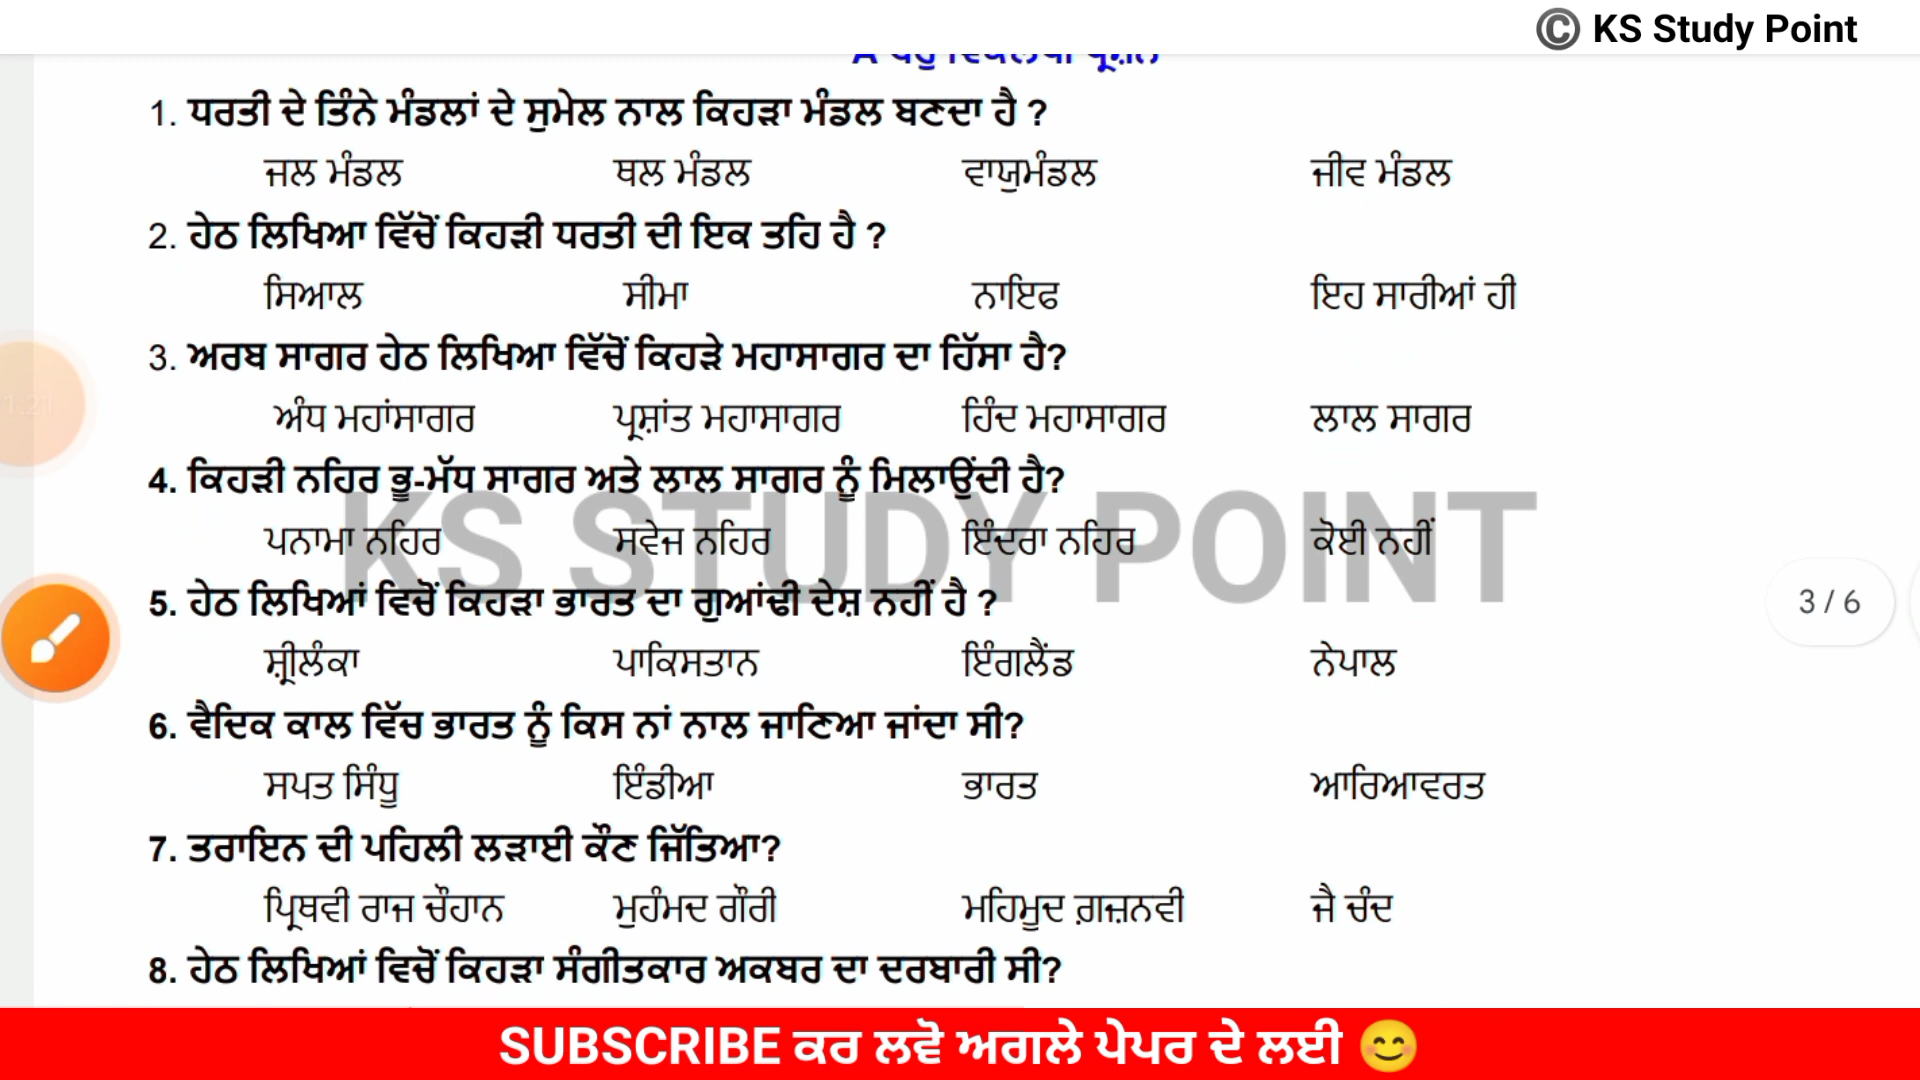 © KS Study Point
1. ਧਰਤੀ ਦੇ ਤਿੰਨੇ ਮੰਡਲਾਂ ਦੇ ਸੁਮੇਲ ਨਾਲ ਕਿਹੜਾ ਮੰਡਲ ਬਣਦਾ ਹੈ ?
ਜਲ ਮੰਡਲ ਥਲ ਮੰਡਲ ਵਾਯੁਮੰਡਲ ਜੀਵ ਮੰਡਲ
2. ਹੇਠ ਲਿਖਿਆ ਵਿੱਚੋਂ ਕਿਹੜੀ ਧਰਤੀ ਦੀ ਇਕ ਤਹਿ ਹੈ ?
ਸਿਆਲ ਸੀਮਾ ਨਾਇਫ ਇਹ ਸਾਰੀਆਂ ਹੀ
3. ਅਰਬ ਸਾਗਰ ਹੇਠ ਲਿਖਿਆ ਵਿੱਚੋਂ ਕਿਹੜੇ ਮਹਾਸਾਗਰ ਦਾ ਹਿੱਸਾ ਹੈ?
ਅੰਧ ਮਹਾਂਸਾਗਰ ਪ੍ਰਸ਼ਾਂਤ ਮਹਾਸਾਗਰ ਹਿੰਦ ਮਹਾਸਾਗਰ ਲਾਲ ਸਾਗਰ
4. ਕਿਹੜੀ ਨਹਿਰ ਭੂ-ਮੱਧ ਸਾਗਰ ਅਤੇ ਲਾਲ ਸਾਗਰ ਨੂੰ ਮਿਲਾਉਂਦੀ ਹੈ?
KS STUDY POINT
ਪਨਾਮਾ ਨਹਿਰ ਸਵੇਜ ਨਹਿਰ ਇੰਦਰਾ ਨਹਿਰ ਕੋਈ ਨਹੀਂ
5. ਹੇਠ ਲਿਖਿਆਂ ਵਿਚੋਂ ਕਿਹੜਾ ਭਾਰਤ ਦਾ ਗੁਆਂਢੀ ਦੇਸ਼ ਨਹੀਂ ਹੈ ?
3 / 6
ਸ਼੍ਰੀਲੰਕਾ ਪਾਕਿਸਤਾਨ ਇੰਗਲੈਂਡ ਨੇਪਾਲ
6. ਵੈਦਿਕ ਕਾਲ ਵਿੱਚ ਭਾਰਤ ਨੂੰ ਕਿਸ ਨਾਂ ਨਾਲ ਜਾਣਿਆ ਜਾਂਦਾ ਸੀ?
ਸਪਤ ਸਿੰਧੂ ਇੰਡੀਆ ਭਾਰਤ ਆਰਿਆਵਰਤ
7. ਤਰਾਇਨ ਦੀ ਪਹਿਲੀ ਲੜਾਈ ਕੌਣ ਜਿੱਤਿਆ?
ਪ੍ਰਿਥਵੀ ਰਾਜ ਚੌਹਾਨ ਮੁਹੰਮਦ ਗੌਰੀ ਮਹਿਮੂਦ ਗ਼ਜ਼ਨਵੀ ਜੈ ਚੰਦ
8. ਹੇਠ ਲਿਖਿਆਂ ਵਿਚੋਂ ਕਿਹੜਾ ਸੰਗੀਤਕਾਰ ਅਕਬਰ ਦਾ ਦਰਬਾਰੀ ਸੀ?
SUBSCRIBE ਕਰ ਲਵੋ ਅਗਲੇ ਪੇਪਰ ਦੇ ਲਈ 😊